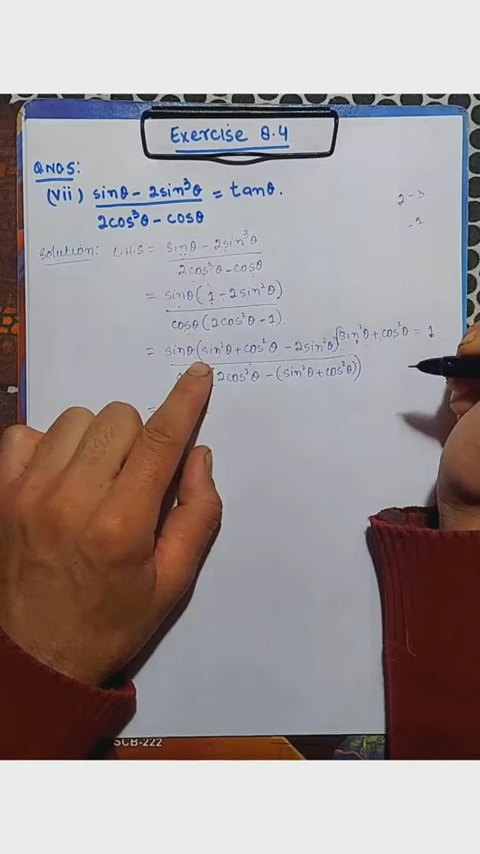 Exercise 8.4
QNO5:
(vii) sinθ - 2sin³θ / 2cos³θ - cosθ = tanθ.
2-3
-1
Solution: L.H.S = sinθ - 2sin³θ / 2cos³θ - cosθ
= sinθ(1 - 2sin²θ) / cosθ(2cos²θ - 1).
= sinθ(sin²θ + cos²θ - 2sin²θ) / 2cos²θ - (sin²θ + cos²θ))
[sin²θ + cos²θ = 1
=
SCB-222